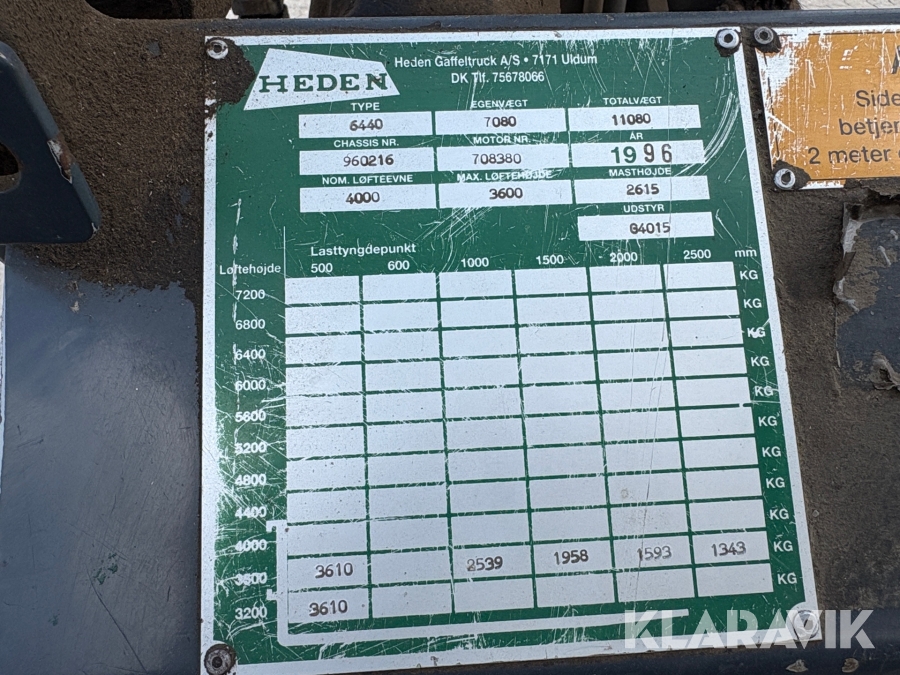 HEDEN
Heden Gaffeltruck A/S • 7171 Uldum
DK Tlf. 75678066
TYPE EGENVÆGT TOTALVÆGT
6440 7080 11080
CHASSIS NR. MOTOR NR. ÅR
960216 708380 1996
NOM. LØFTEEVNE MAX. LØFTEHØJDE MASTHØJDE
4000 3600 2615
UDSTYR
G4015
Lasttyngdepunkt
Løftehøjde 500 600 1000 1500 2000 2500 mm
7200 KG
6800 KG
6400 KG
6000 KG
5600 KG
5200 KG
4800 KG
4400 KG
4000 KG
3600 3610 2539 1958 1593 1343 KG
3200 3610 KG
Side
betjen
2 meter
KLARAVIK